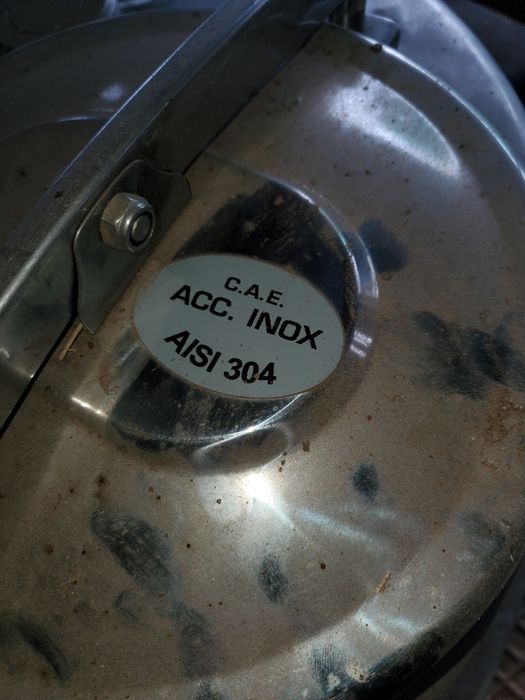 C.A.E.
ACC. INOX
AISI 304